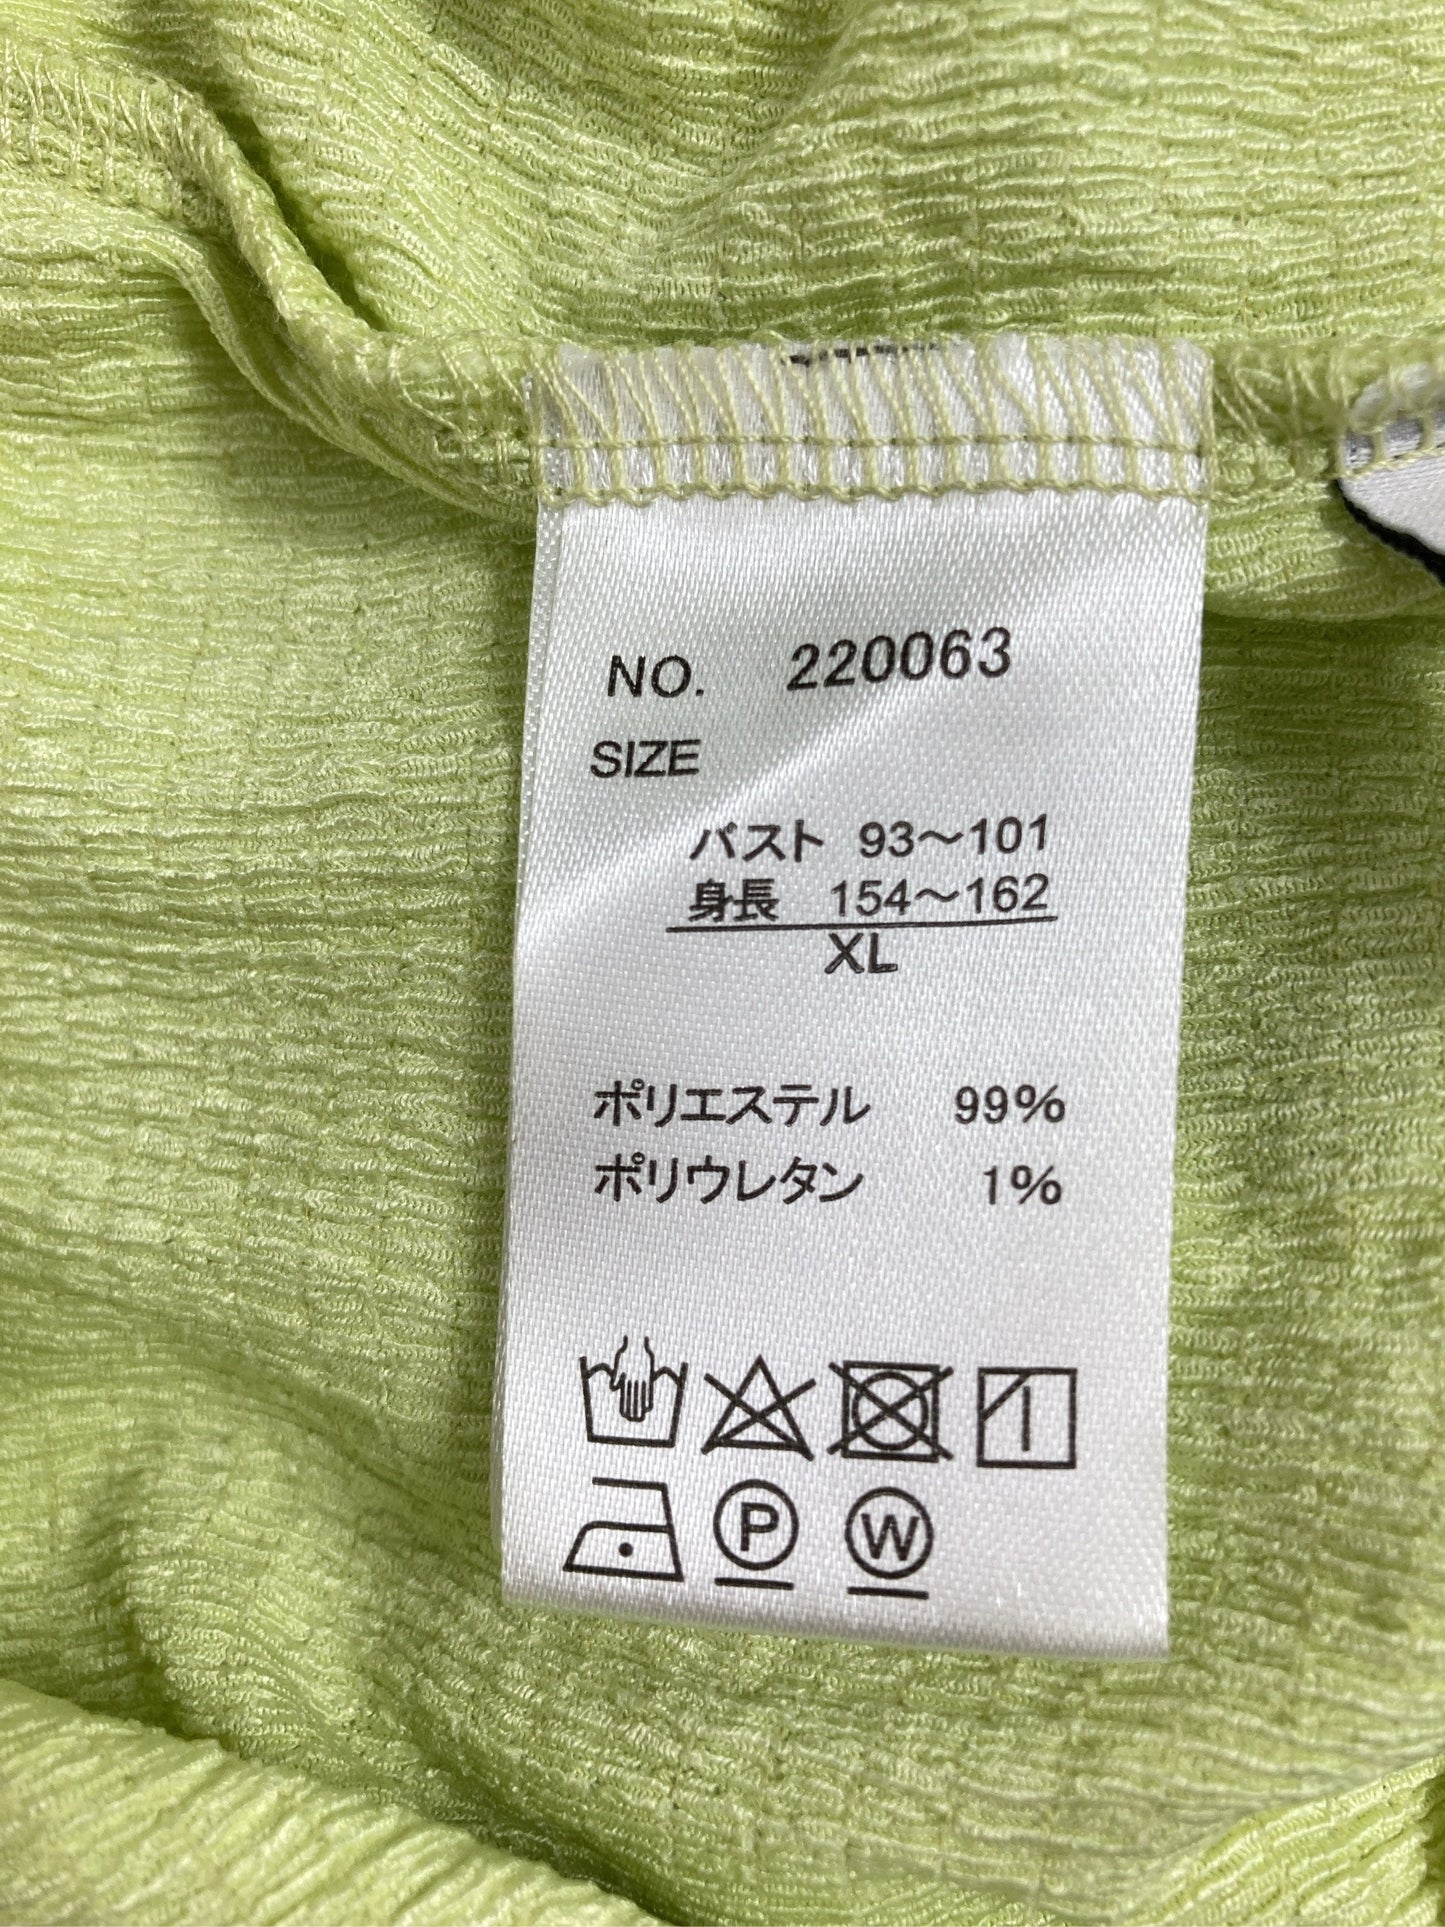 NO. 220063
SIZE
バスト 93～101
身長 154～162
XL
ポリエステル 99%
ポリウレタン 1%
P W